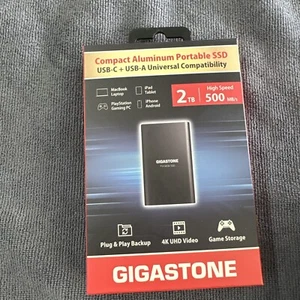 Compact Aluminum Portable SSD
USB-C + USB-A Universal Compatibility
MacBook
Laptop
iPad
Tablet
PlayStation
Gaming PC
iPhone
Android
2TB
High Speed
500 MB/s
GIGASTONE
Plug & Play Backup
4K UHD Video
Game Storage
GIGASTONE